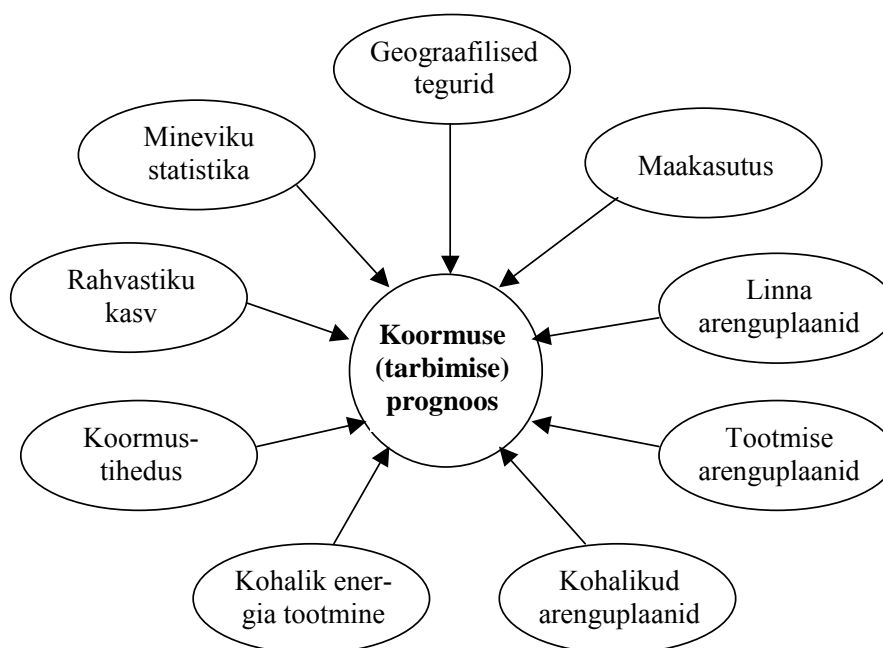 Geograafilised
tegurid
Mineviku
statistika
Maakasutus
Rahvastiku
kasv
Linna
arenguplaanid
Koormuse
(tarbimise)
prognoos
Koormus-
tihedus
Tootmise
arenguplaanid
Kohalik ener-
gia tootmine
Kohalikud
arenguplaanid